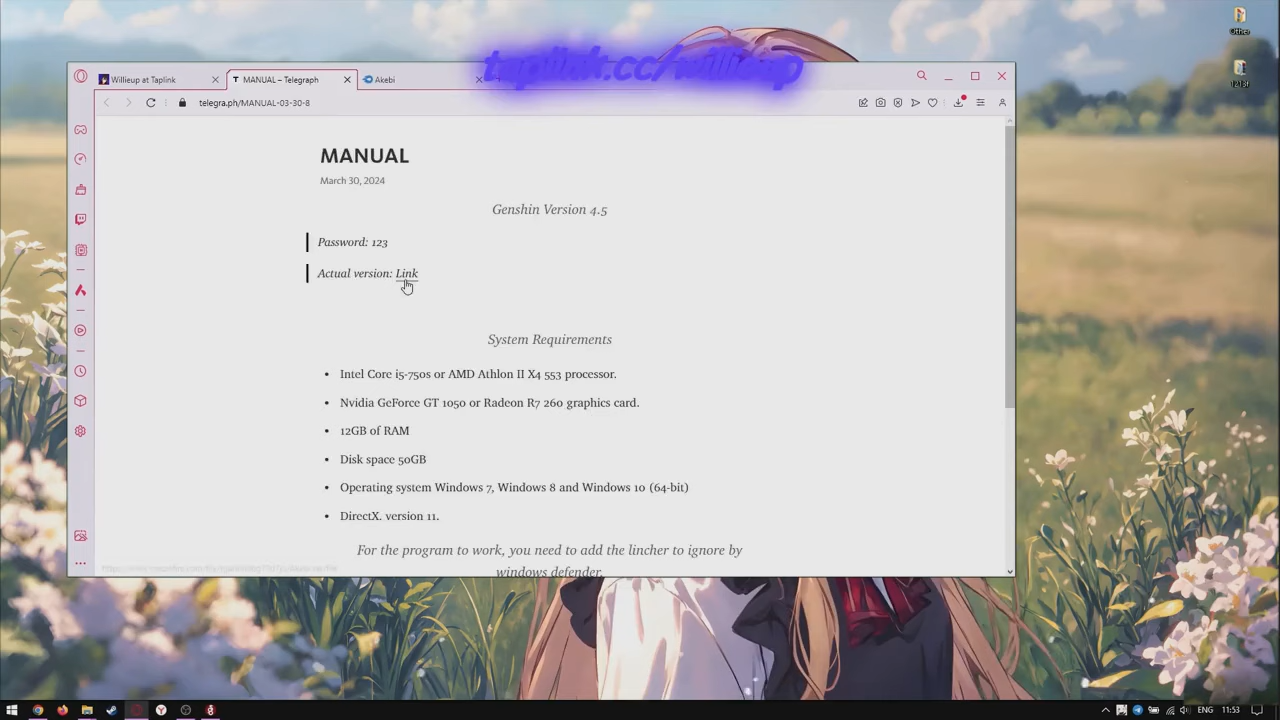 taplink.cc/willieup
Other
Willieup at Taplink
MANUAL – Telegraph
Akebi
telegra.ph/MANUAL-03-30-8
MANUAL
March 30, 2024
Genshin Version 4.5
Password: 123
Actual version: Link
System Requirements
• Intel Core i5-750s or AMD Athlon II X4 553 processor.
• Nvidia GeForce GT 1050 or Radeon R7 260 graphics card.
• 12GB of RAM
• Disk space 50GB
• Operating system Windows 7, Windows 8 and Windows 10 (64-bit)
• DirectX. version 11.
For the program to work, you need to add the lincher to ignore by
windows defender.
ENG
11:53